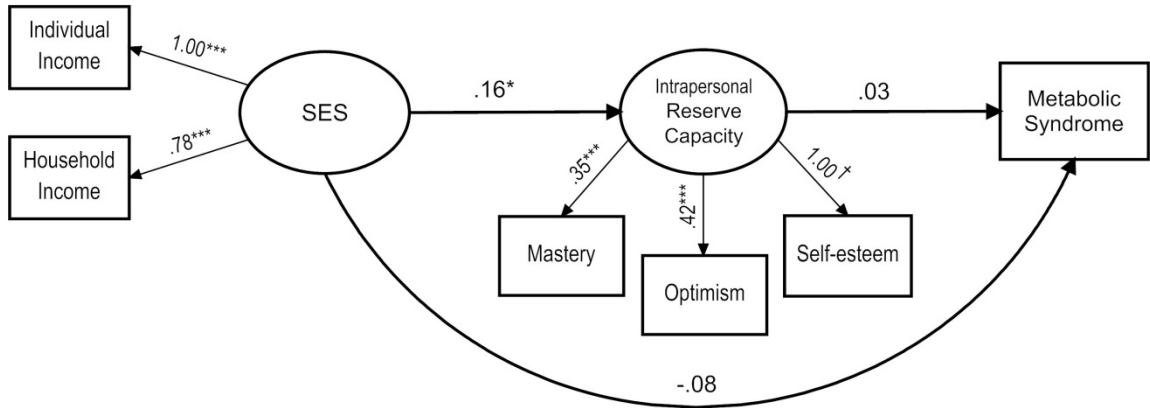 Individual
Income
1.00***
Household
Income
.78***
SES
.16*
Intrapersonal
Reserve
Capacity
.03
Metabolic
Syndrome
.35***
Mastery
.42***
Optimism
1.00†
Self-esteem
-.08